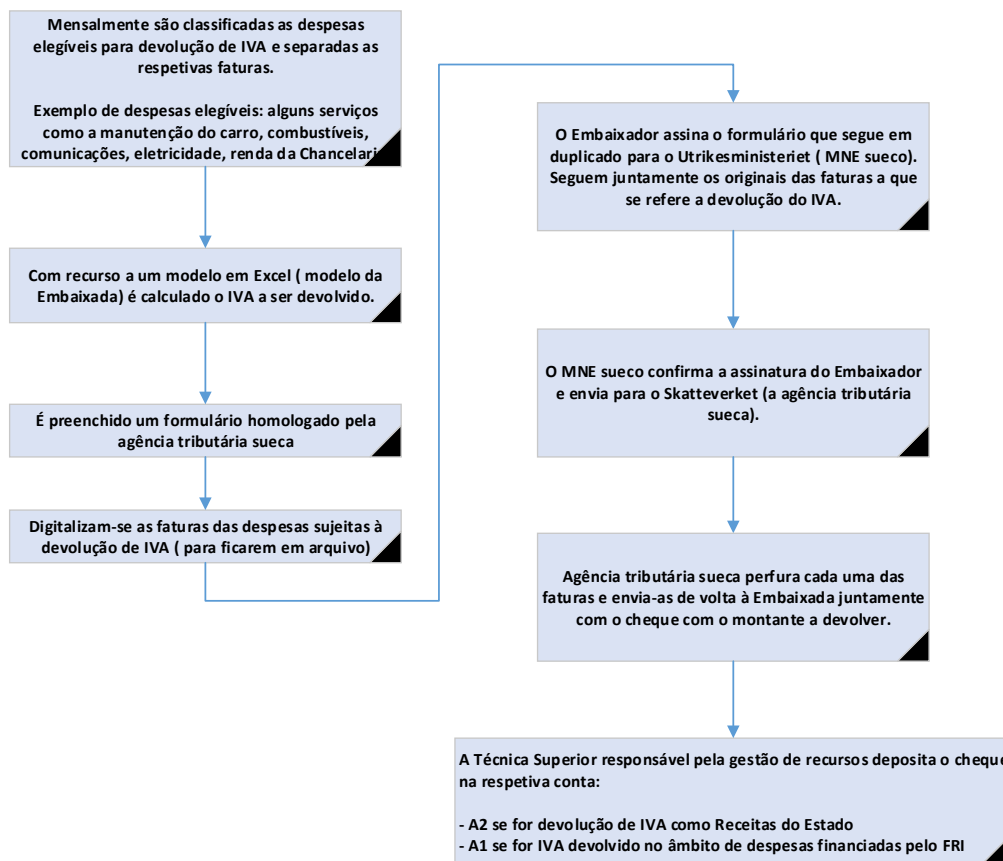 Mensalmente são classificadas as despesas
elegíveis para devolução de IVA e separadas as
respetivas faturas.
Exemplo de despesas elegíveis: alguns serviços
como a manutenção do carro, combustíveis,
comunicações, eletricidade, renda da Chancelari
Com recurso a um modelo em Excel ( modelo da
Embaixada) é calculado o IVA a ser devolvido.
É preenchido um formulário homologado pela
agência tributária sueca
Digitalizam-se as faturas das despesas sujeitas à
devolução de IVA ( para ficarem em arquivo)
O Embaixador assina o formulário que segue em
duplicado para o Utrikesministeriet ( MNE sueco).
Seguem juntamente os originais das faturas a que
se refere a devolução do IVA.
O MNE sueco confirma a assinatura do Embaixador
e envia para o Skatteverket (a agência tributária
sueca).
Agência tributária sueca perfura cada uma das
faturas e envia-as de volta à Embaixada juntamente
com o cheque com o montante a devolver.
A Técnica Superior responsável pela gestão de recursos deposita o cheque
na respetiva conta:
- A2 se for devolução de IVA como Receitas do Estado
- A1 se for IVA devolvido no âmbito de despesas financiadas pelo FRI